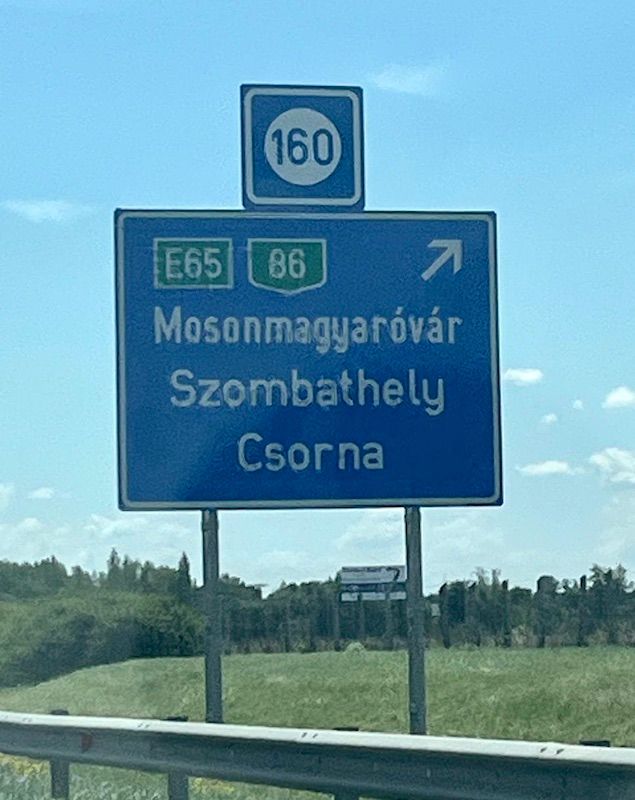 160
E65 86
Mosonmagyaróvár
Szombathely
Csorna